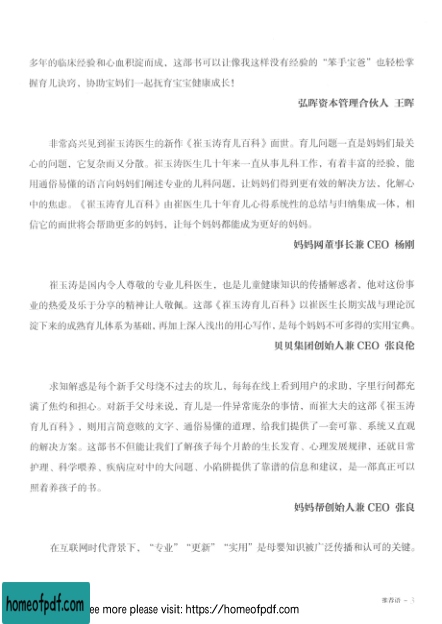 多年的临床经验和心血积淀而成，这部书可以让像我这样没有经验的“笨手宝爸”也轻松掌
握育儿诀窍，协助宝妈们一起抚育宝宝健康成长！
弘晖资本管理合伙人 王晖
非常高兴见到崔玉涛医生的新作《崔玉涛育儿百科》面世。育儿问题一直是妈妈们最关
心的问题，它复杂而又分散。崔玉涛医生几十年来一直从事儿科工作，有着丰富的经验，能
用通俗易懂的语言向妈妈们阐述专业的儿科问题，让妈妈们得到更有效的解决方法，化解心
中的焦虑。《崔玉涛育儿百科》由崔医生几十年育儿心得系统性的总结与归纳集成一体，相
信它的面世将会帮助更多的妈妈，让每个妈妈都能成为更好的妈妈。
妈妈网董事长兼 CEO 杨刚
崔玉涛是国内令人尊敬的专业儿科医生，也是儿童健康知识的传播解惑者，他对这份事
业的热爱及乐于分享的精神让人敬佩。这部《崔玉涛育儿百科》以崔医生长期实战与理论沉
淀下来的成熟育儿体系为基础，再加上深入浅出的用心写作，是每个妈妈不可多得的实用宝典。
贝贝集团创始人兼 CEO 张良伦
求知解惑是每个新手父母绕不过去的坎儿，每每在线上看到用户的求助，字里行间都充
满了焦灼和担心。对新手父母来说，育儿是一件异常庞杂的事情，而崔大夫的这部《崔玉涛
育儿百科》，则用言简意赅的文字、通俗易懂的道理，给我们提供了一套可靠、系统又直观
的解决方案。这部书不但能让我们了解孩子每个月龄的生长发育、心理发展规律，还就日常
护理、科学喂养、疾病应对中的大问题、小陷阱提供了靠谱的信息和建议，是一部真正可以
照着养孩子的书。
妈妈帮创始人兼 CEO 张良
在互联网时代背景下，“专业”“更新”“实用”是母婴知识被广泛传播和认可的关键。
推荐语 - 3
homeofpdf.com
ee more please visit: https://homeofpdf.com